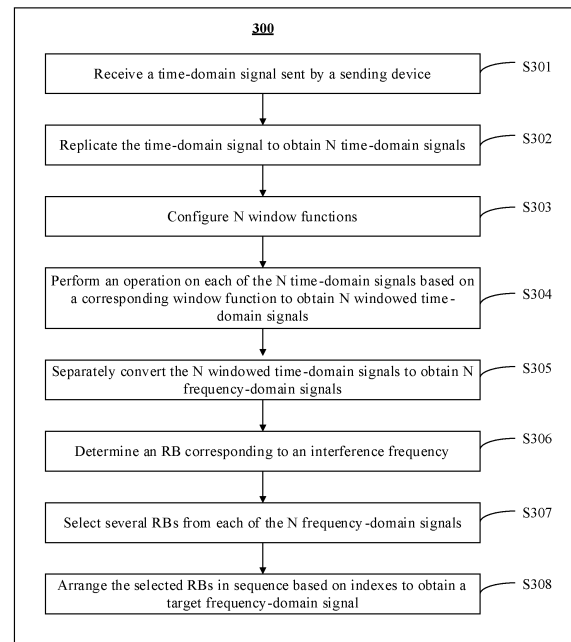 300
Receive a time-domain signal sent by a sending device
S301
Replicate the time-domain signal to obtain N time-domain signals
S302
Configure N window functions
S303
Perform an operation on each of the N time-domain signals based on
a corresponding window function to obtain N windowed time-
domain signals
S304
Separately convert the N windowed time-domain signals to obtain N
frequency-domain signals
S305
Determine an RB corresponding to an interference frequency
S306
Select several RBs from each of the N frequency-domain signals
S307
Arrange the selected RBs in sequence based on indexes to obtain a
target frequency-domain signal
S308